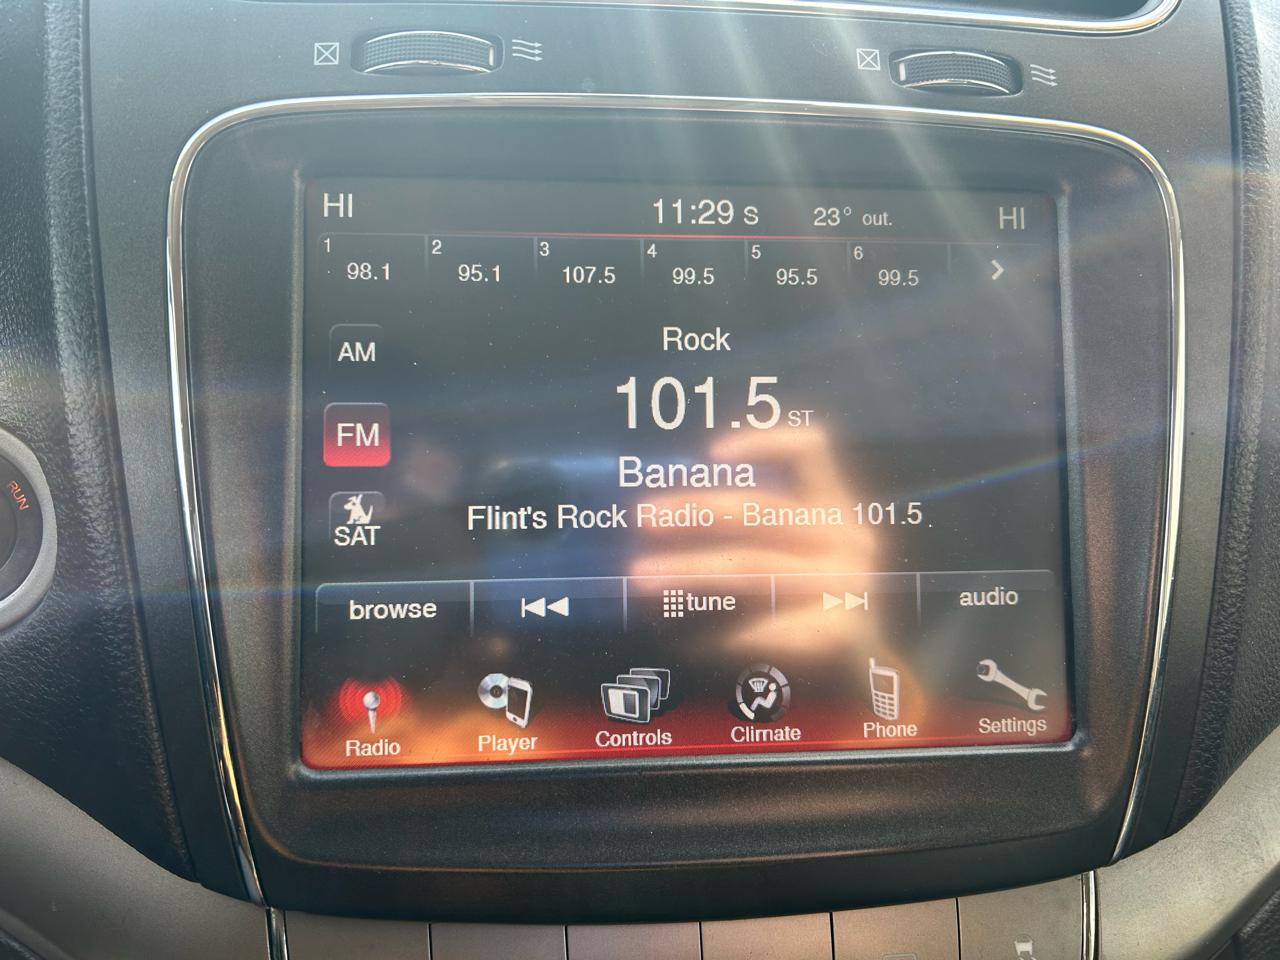 HI 11:29 S 23° out. HI
1 2 3 4 5 6
98.1 95.1 107.5 99.5 95.5 99.5
AM
Rock
101.5 ST
FM
Banana
Flint's Rock Radio - Banana 101.5
SAT
browse tune audio
Radio Player Controls Climate Phone Settings
RUN